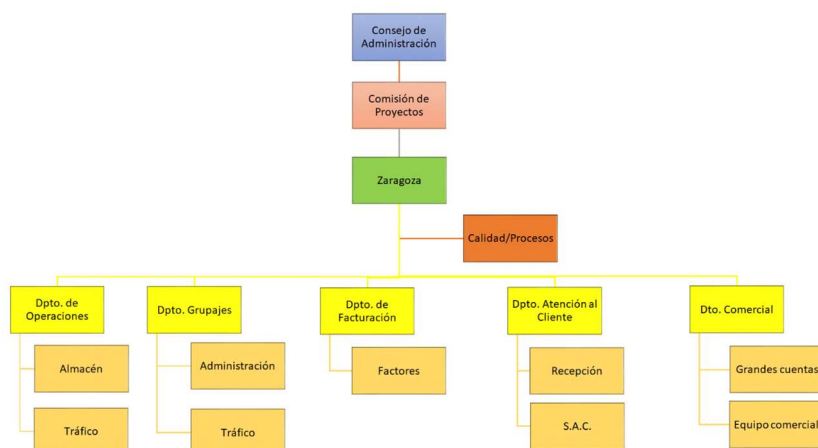 Consejo de
Administración
Comisión de
Proyectos
Zaragoza
Calidad/Procesos
Dpto. de
Operaciones
Dpto. Grupajes
Dpto. de
Facturación
Dpto. Atención al
Cliente
Dto. Comercial
Almacén
Administración
Factores
Recepción
Grandes cuentas
Tráfico
Tráfico
S.A.C.
Equipo comercial